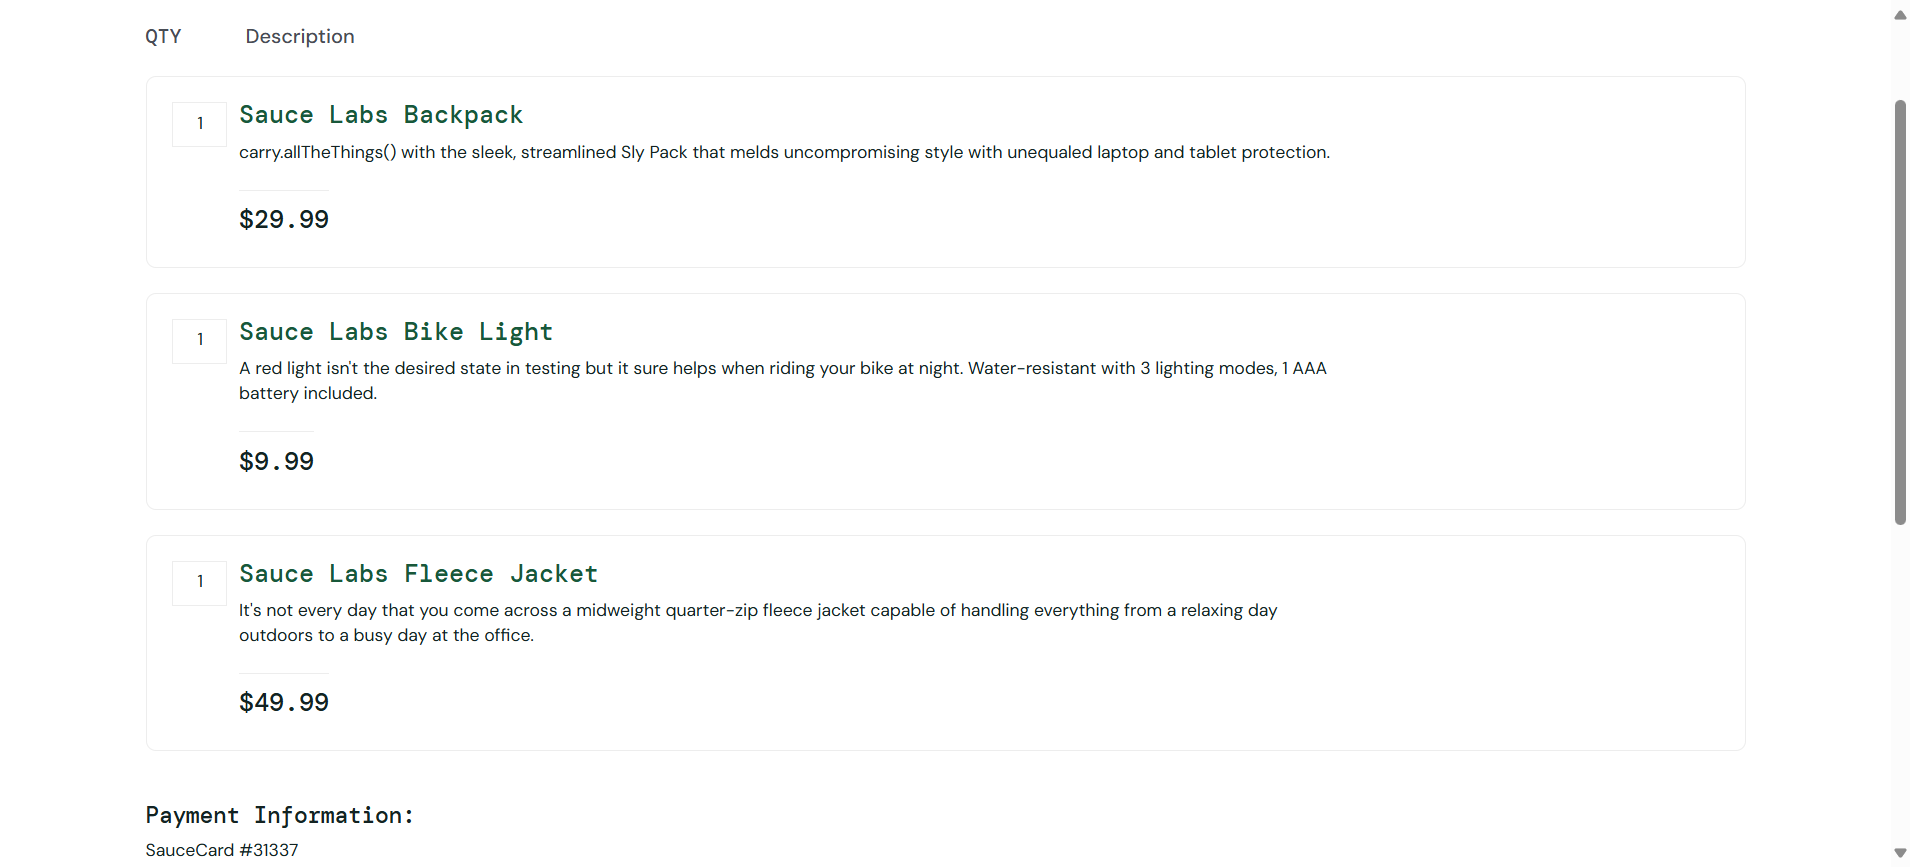 QTY Description
1 Sauce Labs Backpack
carry.allTheThings() with the sleek, streamlined Sly Pack that melds uncompromising style with unequaled laptop and tablet protection.
$29.99
1 Sauce Labs Bike Light
A red light isn't the desired state in testing but it sure helps when riding your bike at night. Water-resistant with 3 lighting modes, 1 AAA
battery included.
$9.99
1 Sauce Labs Fleece Jacket
It's not every day that you come across a midweight quarter-zip fleece jacket capable of handling everything from a relaxing day
outdoors to a busy day at the office.
$49.99
Payment Information:
SauceCard #31337